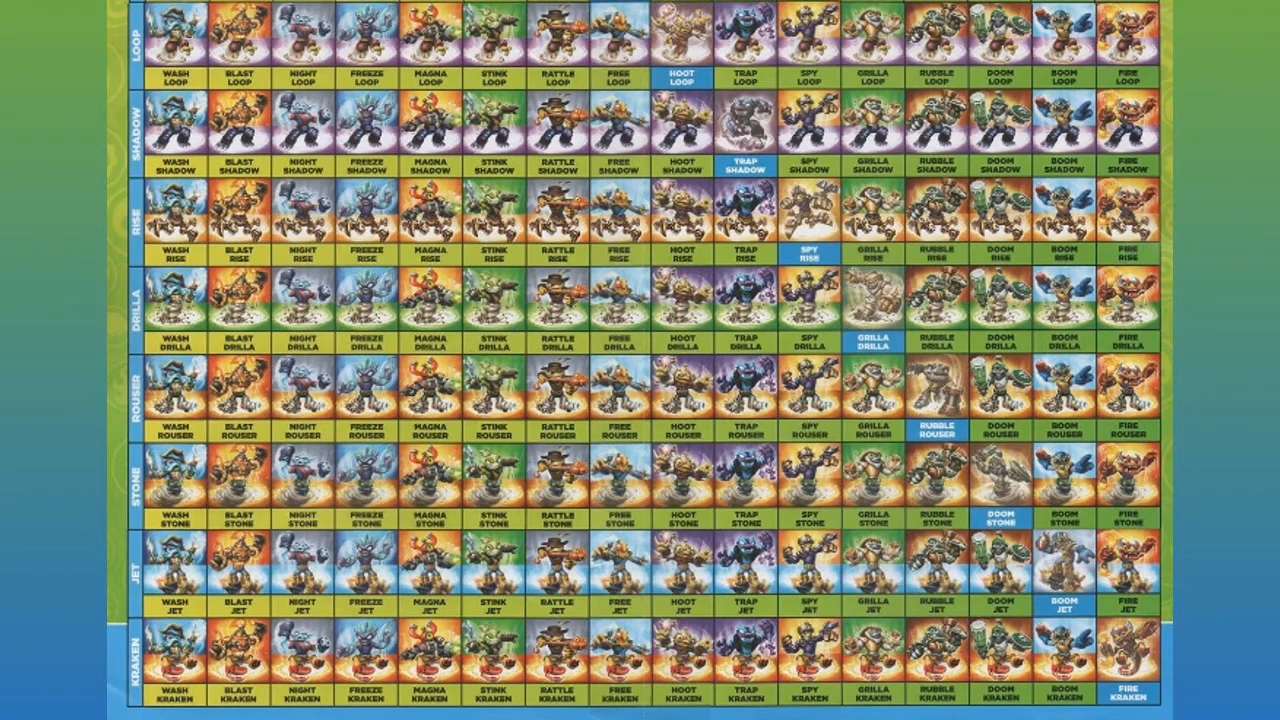 LOOP
WASH BLAST NIGHT FREEZE MAGNA STINK RATTLE FREE HOOT TRAP SPY GRILLA RUBBLE DOOM BOOM FIRE
LOOP LOOP LOOP LOOP LOOP LOOP LOOP LOOP LOOP LOOP LOOP LOOP LOOP LOOP LOOP LOOP
SHADOW
WASH BLAST NIGHT FREEZE MAGNA STINK RATTLE FREE HOOT TRAP SPY GRILLA RUBBLE DOOM BOOM FIRE
SHADOW SHADOW SHADOW SHADOW SHADOW SHADOW SHADOW SHADOW SHADOW SHADOW SHADOW SHADOW SHADOW SHADOW SHADOW SHADOW
RISE
WASH BLAST NIGHT FREEZE MAGNA STINK RATTLE FREE HOOT TRAP SPY GRILLA RUBBLE DOOM BOOM FIRE
RISE RISE RISE RISE RISE RISE RISE RISE RISE RISE RISE RISE RISE RISE RISE RISE
DRILLA
WASH BLAST NIGHT FREEZE MAGNA STINK RATTLE FREE HOOT TRAP SPY GRILLA RUBBLE DOOM BOOM FIRE
DRILLA DRILLA DRILLA DRILLA DRILLA DRILLA DRILLA DRILLA DRILLA DRILLA DRILLA DRILLA DRILLA DRILLA DRILLA DRILLA
ROUSER
WASH BLAST NIGHT FREEZE MAGNA STINK RATTLE FREE HOOT TRAP SPY GRILLA RUBBLE DOOM BOOM FIRE
ROUSER ROUSER ROUSER ROUSER ROUSER ROUSER ROUSER ROUSER ROUSER ROUSER ROUSER ROUSER ROUSER ROUSER ROUSER ROUSER
STONE
WASH BLAST NIGHT FREEZE MAGNA STINK RATTLE FREE HOOT TRAP SPY GRILLA RUBBLE DOOM BOOM FIRE
STONE STONE STONE STONE STONE STONE STONE STONE STONE STONE STONE STONE STONE STONE STONE STONE
JET
WASH BLAST NIGHT FREEZE MAGNA STINK RATTLE FREE HOOT TRAP SPY GRILLA RUBBLE DOOM BOOM FIRE
JET JET JET JET JET JET JET JET JET JET JET JET JET JET JET JET
KRAKEN
WASH BLAST NIGHT FREEZE MAGNA STINK RATTLE FREE HOOT TRAP SPY GRILLA RUBBLE DOOM BOOM FIRE
KRAKEN KRAKEN KRAKEN KRAKEN KRAKEN KRAKEN KRAKEN KRAKEN KRAKEN KRAKEN KRAKEN KRAKEN KRAKEN KRAKEN KRAKEN KRAKEN